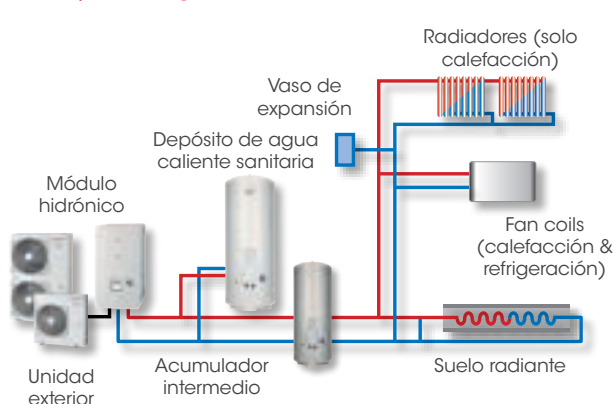 Radiadores (solo
calefacción)
Vaso de
expansión
Depósito de agua
caliente sanitaria
Módulo
hidrónico
Fan coils
(calefacción &
refrigeración)
Unidad
exterior
Acumulador
intermedio
Suelo radiante